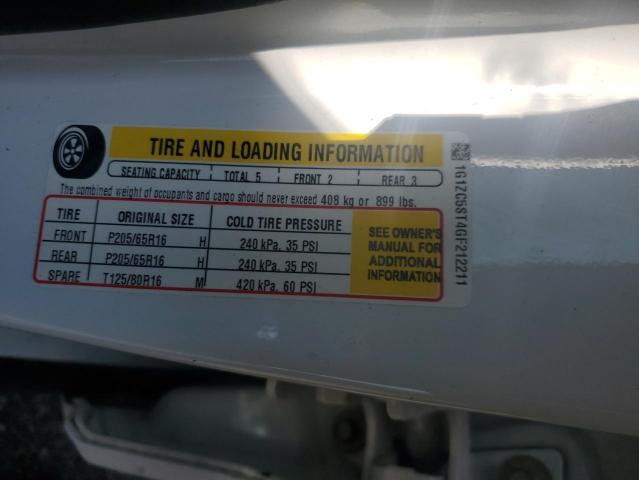 TIRE AND LOADING INFORMATION
SEATING CAPACITY TOTAL 5 FRONT 2 REAR 3
The combined weight of occupants and cargo should never exceed 408 kg or 899 lbs.
TIRE ORIGINAL SIZE COLD TIRE PRESSURE
FRONT P205/65R16 H 240 kPa, 35 PSI
REAR P205/65R16 H 240 kPa, 35 PSI
SPARE T125/80R16 M 420 kPa, 60 PSI
SEE OWNER'S
MANUAL FOR
ADDITIONAL
INFORMATION
1G1ZC5ST4GF212211